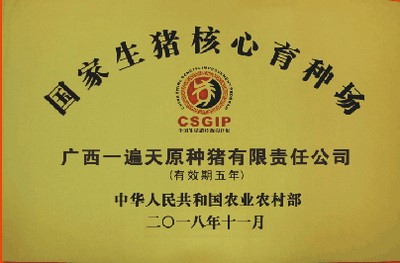 国家生猪核心育种场
CSGIP
广西一遍天原种猪有限责任公司
(有效期五年)
中华人民共和国农业农村部
二〇一八年十一月